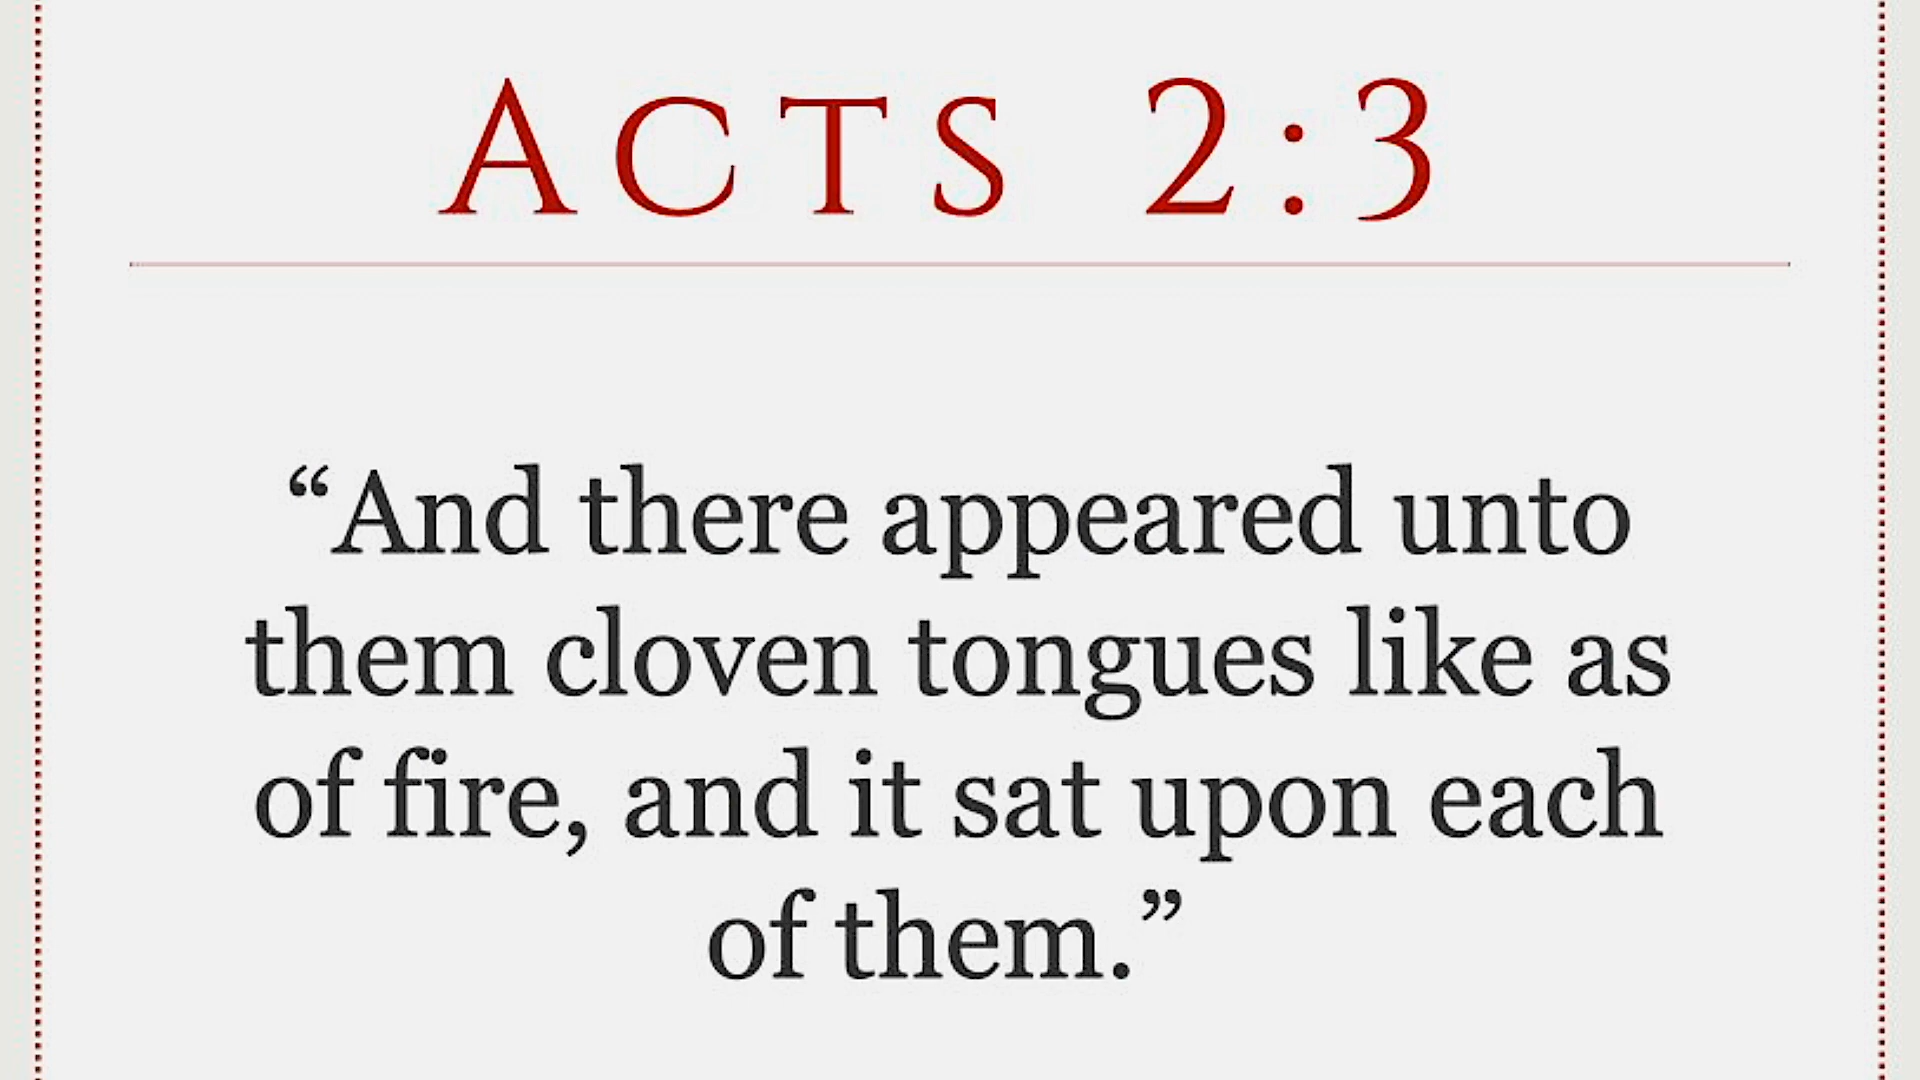 Acts 2:3
“And there appeared unto
them cloven tongues like as
of fire, and it sat upon each
of them.”